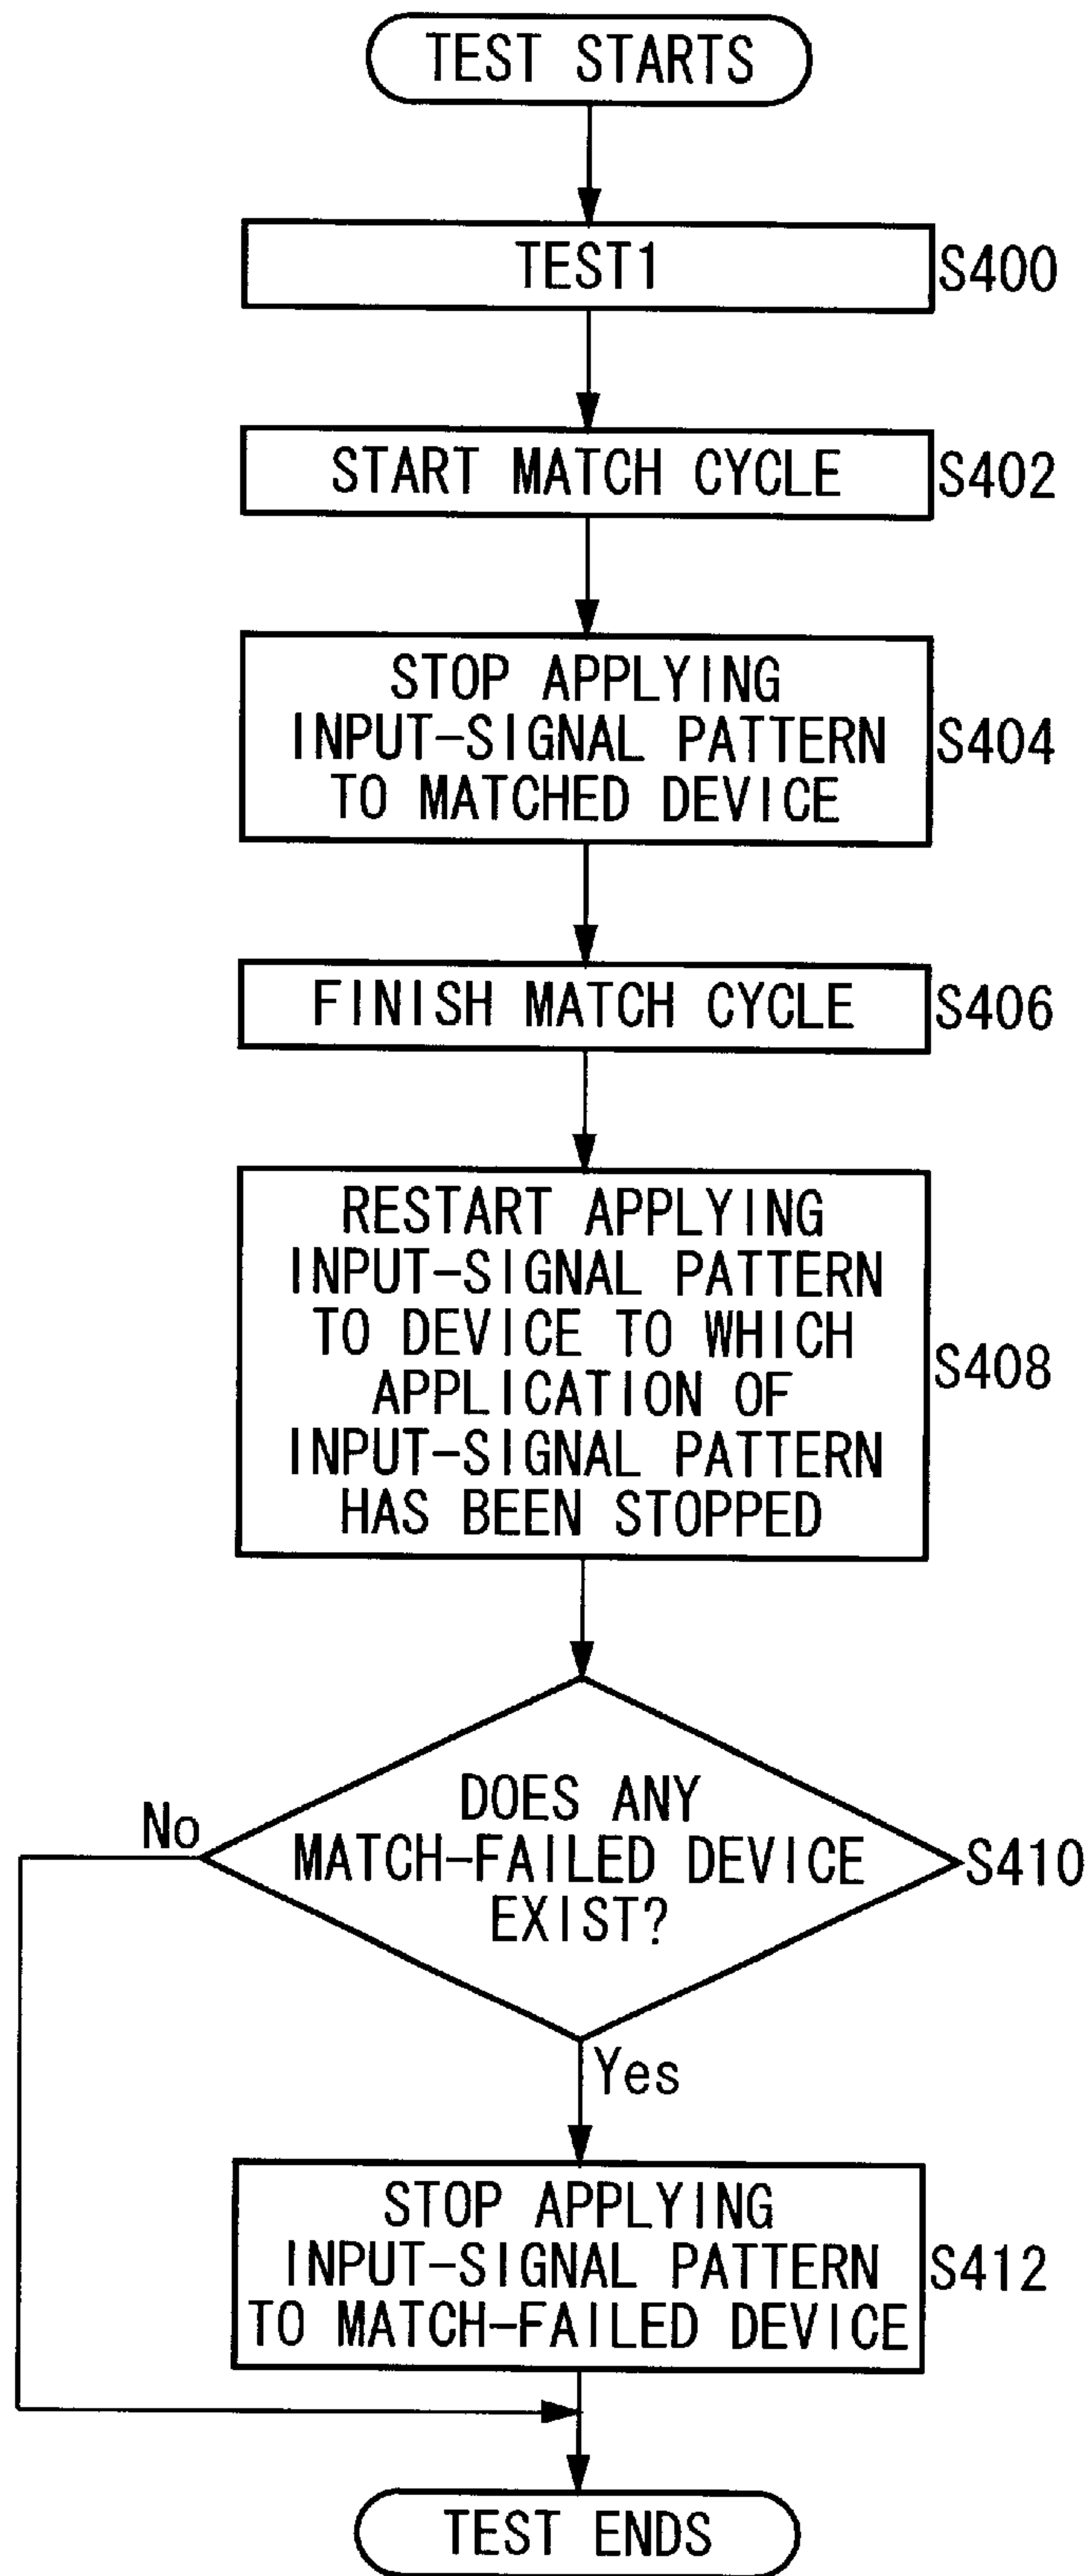 TEST STARTS
TEST1
S400
START MATCH CYCLE
S402
STOP APPLYING
INPUT-SIGNAL PATTERN
TO MATCHED DEVICE
S404
FINISH MATCH CYCLE
S406
RESTART APPLYING
INPUT-SIGNAL PATTERN
TO DEVICE TO WHICH
APPLICATION OF
INPUT-SIGNAL PATTERN
HAS BEEN STOPPED
S408
DOES ANY
MATCH-FAILED DEVICE
EXIST?
S410
No
Yes
STOP APPLYING
INPUT-SIGNAL PATTERN
TO MATCH-FAILED DEVICE
S412
TEST ENDS